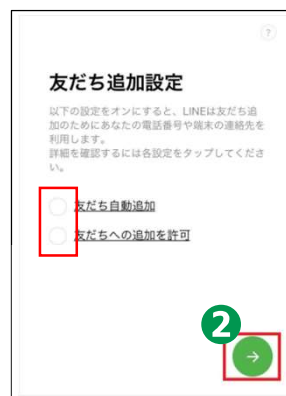 ?
友だち追加設定
以下の設定をオンにすると、LINEは友だち追
加のためにあなたの電話番号や端末の連絡先を
利用します。
詳細を確認するには各設定をタップしてくださ
い。
友だち自動追加
友だちへの追加を許可
2